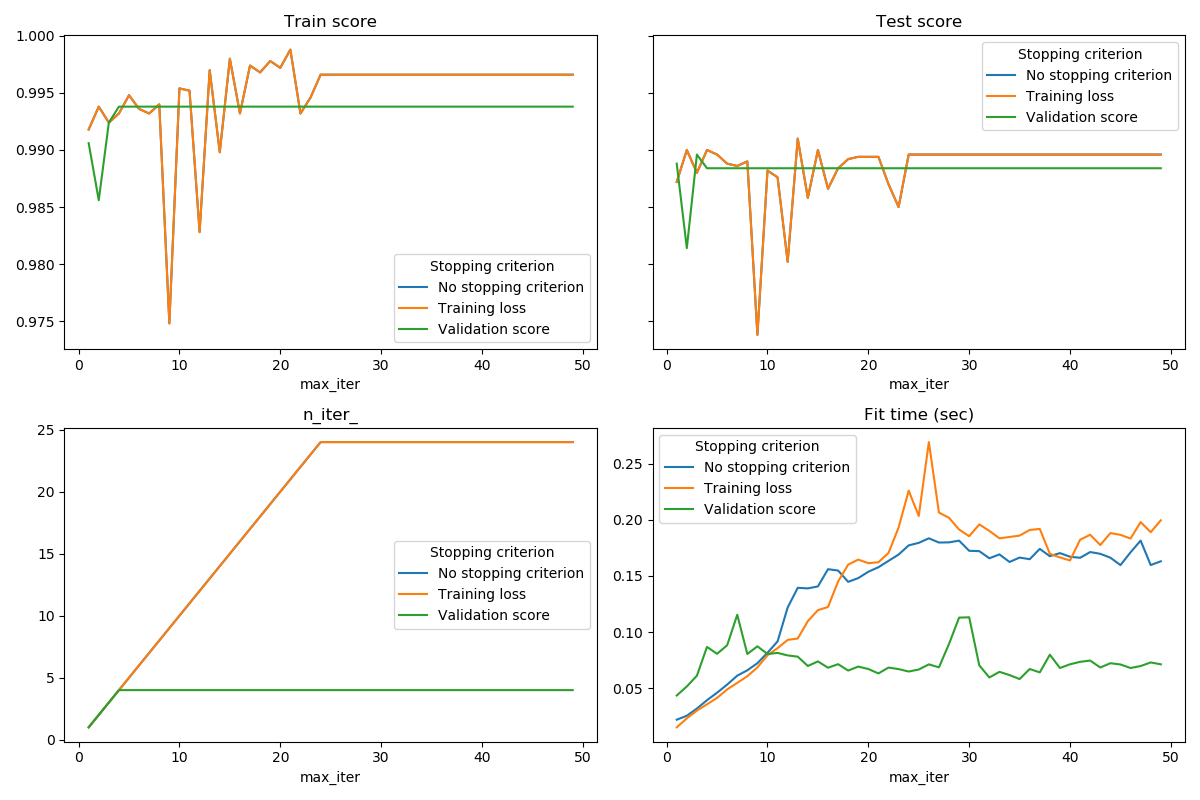 Train score
1.000
0.995
0.990
0.985
0.980
0.975
Stopping criterion
No stopping criterion
Training loss
Validation score
0
10
20
30
40
50
max_iter
Test score
Stopping criterion
No stopping criterion
Training loss
Validation score
0
10
20
30
40
50
max_iter
n_iter_
25
20
15
10
5
0
Stopping criterion
No stopping criterion
Training loss
Validation score
0
10
20
30
40
50
max_iter
Fit time (sec)
Stopping criterion
No stopping criterion
Training loss
Validation score
0.25
0.20
0.15
0.10
0.05
0
10
20
30
40
50
max_iter